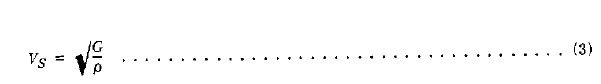 V_S = √(G/ρ) . . . . . . . . . . . . . . . . . . . . . . . . . . . . . . . . . . . . . . (3)